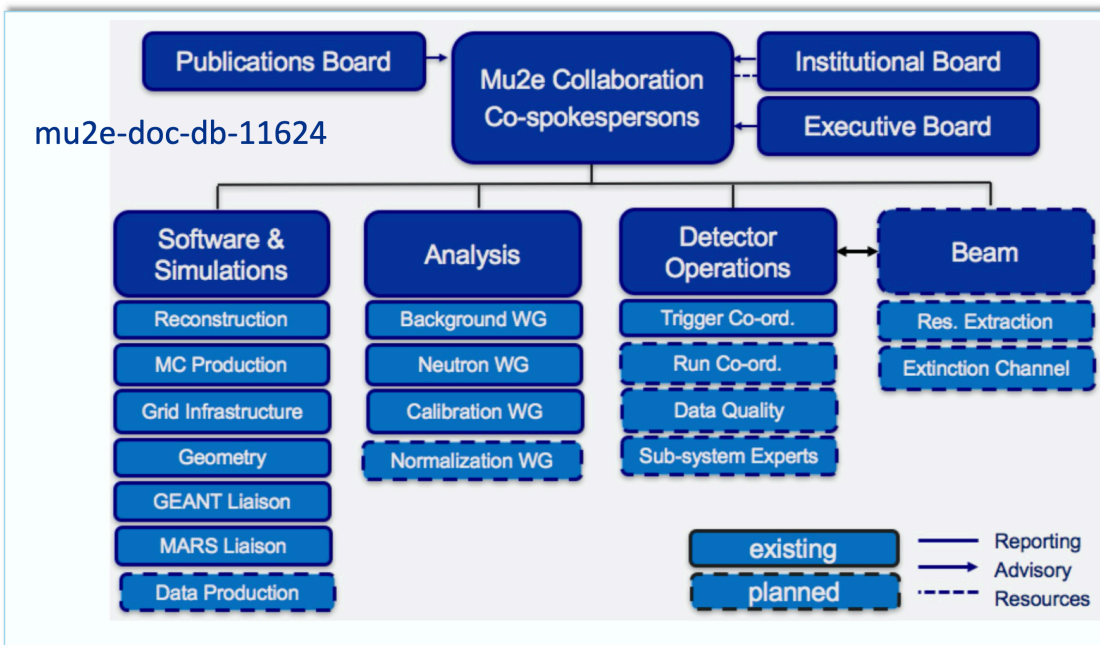 Publications Board
Mu2e Collaboration
Co-spokespersons
Institutional Board
Executive Board
mu2e-doc-db-11624
Software &
Simulations
Reconstruction
MC Production
Grid Infrastructure
Geometry
GEANT Liaison
MARS Liaison
Data Production
Analysis
Background WG
Neutron WG
Calibration WG
Normalization WG
Detector
Operations
Trigger Co-ord.
Run Co-ord.
Data Quality
Sub-system Experts
Beam
Res. Extraction
Extinction Channel
existing
planned
Reporting
Advisory
Resources